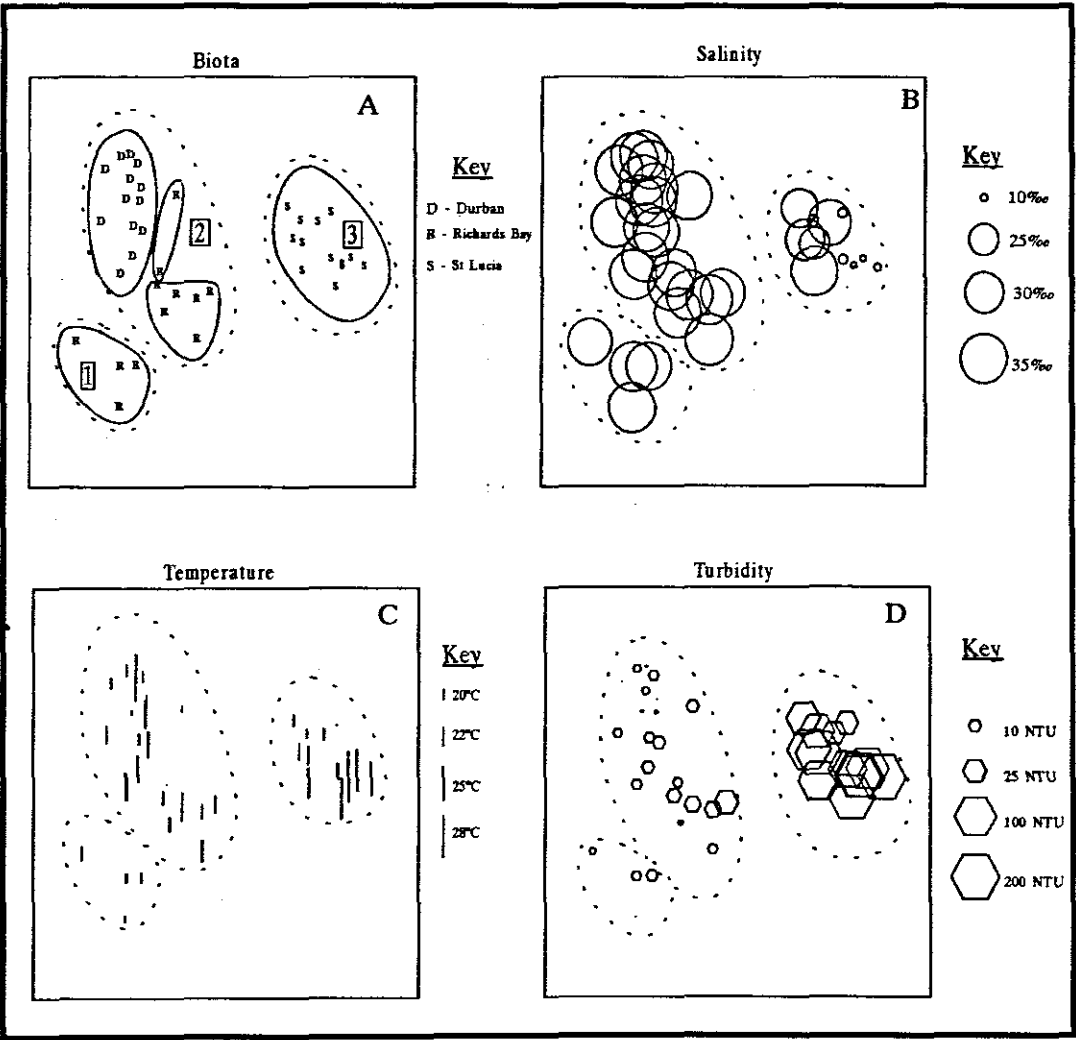 Biota
A
D D
D D
D
D
D D
D
D D
D
D
R
2
R
R
R R R
R
R
R
1
R R
R
3
S
S
S S S
S S
S S
S S S
S
S
Key
D - Durban
R - Richards Bay
S - St Lucia
Salinity
B
Key
10‰
25‰
30‰
35‰
Temperature
C
Key
20°C
22°C
25°C
28°C
Turbidity
D
Key
10 NTU
25 NTU
100 NTU
200 NTU